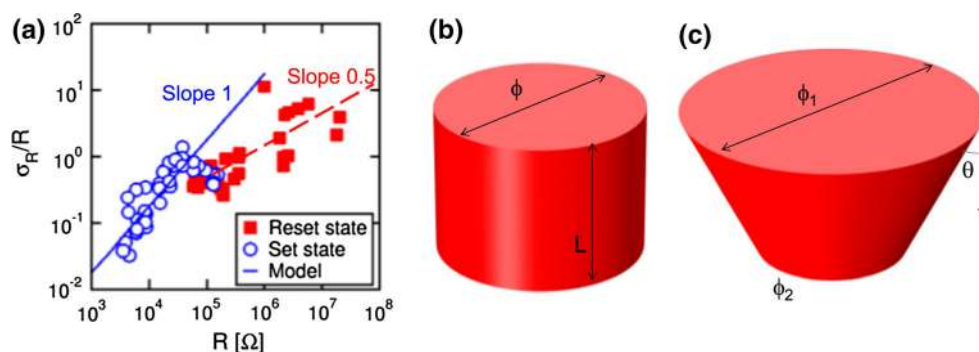 (a)
10²
10¹
10⁰
10⁻¹
10⁻²
σR/R
Slope 1
Slope 0.5
Reset state
Set state
Model
10³ 10⁴ 10⁵ 10⁶ 10⁷ 10⁸
R [Ω]
(b)
ϕ
L
(c)
ϕ₁
θ
ϕ₂